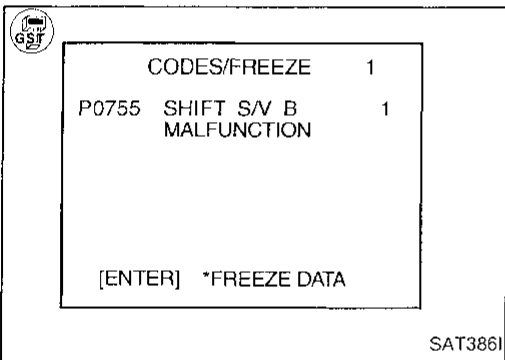 GST
CODES/FREEZE 1
P0755 SHIFT S/V B 1
MALFUNCTION
[ENTER] *FREEZE DATA
SAT386I